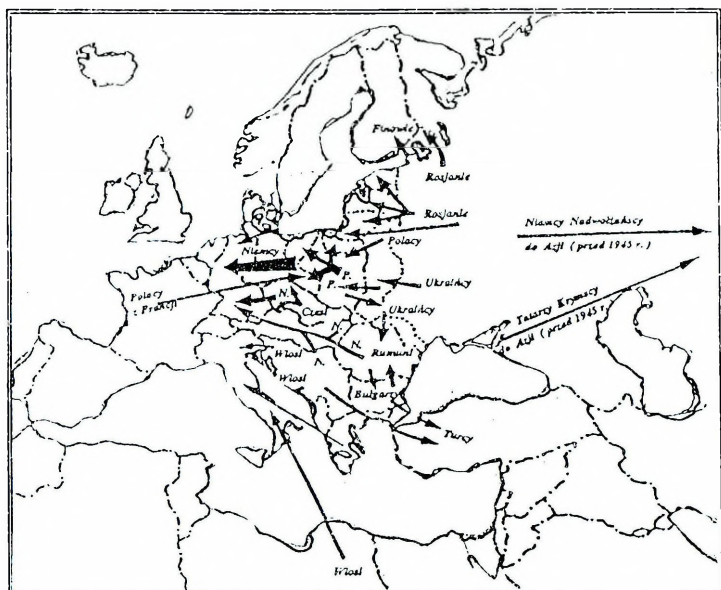 Finowie
Rosjanie
Rosjanie
Niemcy Nadwołżańscy
do Azji (przed 1945 r.)
Polacy
Niemcy
P.
P.
Ukraińcy
Polacy
z Francji
N.
Ukraińcy
Czesi
Tatarzy Krymscy
do Azji (przed 1945 r.
N.
N.
Włosi
Rumuni
N.
Włosi
Bułgarzy
Turcy
Włosi